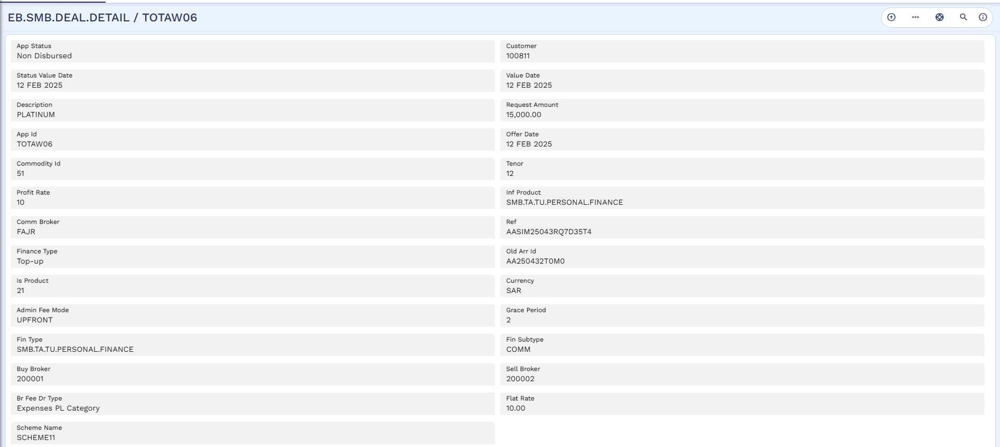 EB.SMB.DEAL.DETAIL / TOTAW06
App Status
Non Disbursed
Customer
100811
Status Value Date
12 FEB 2025
Value Date
12 FEB 2025
Description
PLATINUM
Request Amount
15,000.00
App Id
TOTAW06
Offer Date
12 FEB 2025
Commodity Id
51
Tenor
12
Profit Rate
10
Inf Product
SMB.TA.TU.PERSONAL.FINANCE
Comm Broker
FAJR
Ref
AASIM25043RQ7D35T4
Finance Type
Top-up
Old Arr Id
AA250432T0M0
Is Product
21
Currency
SAR
Admin Fee Mode
UPFRONT
Grace Period
2
Fin Type
SMB.TA.TU.PERSONAL.FINANCE
Fin Subtype
COMM
Buy Broker
200001
Sell Broker
200002
Br Fee Dr Type
Expenses PL Category
Flat Rate
10.00
Scheme Name
SCHEME11